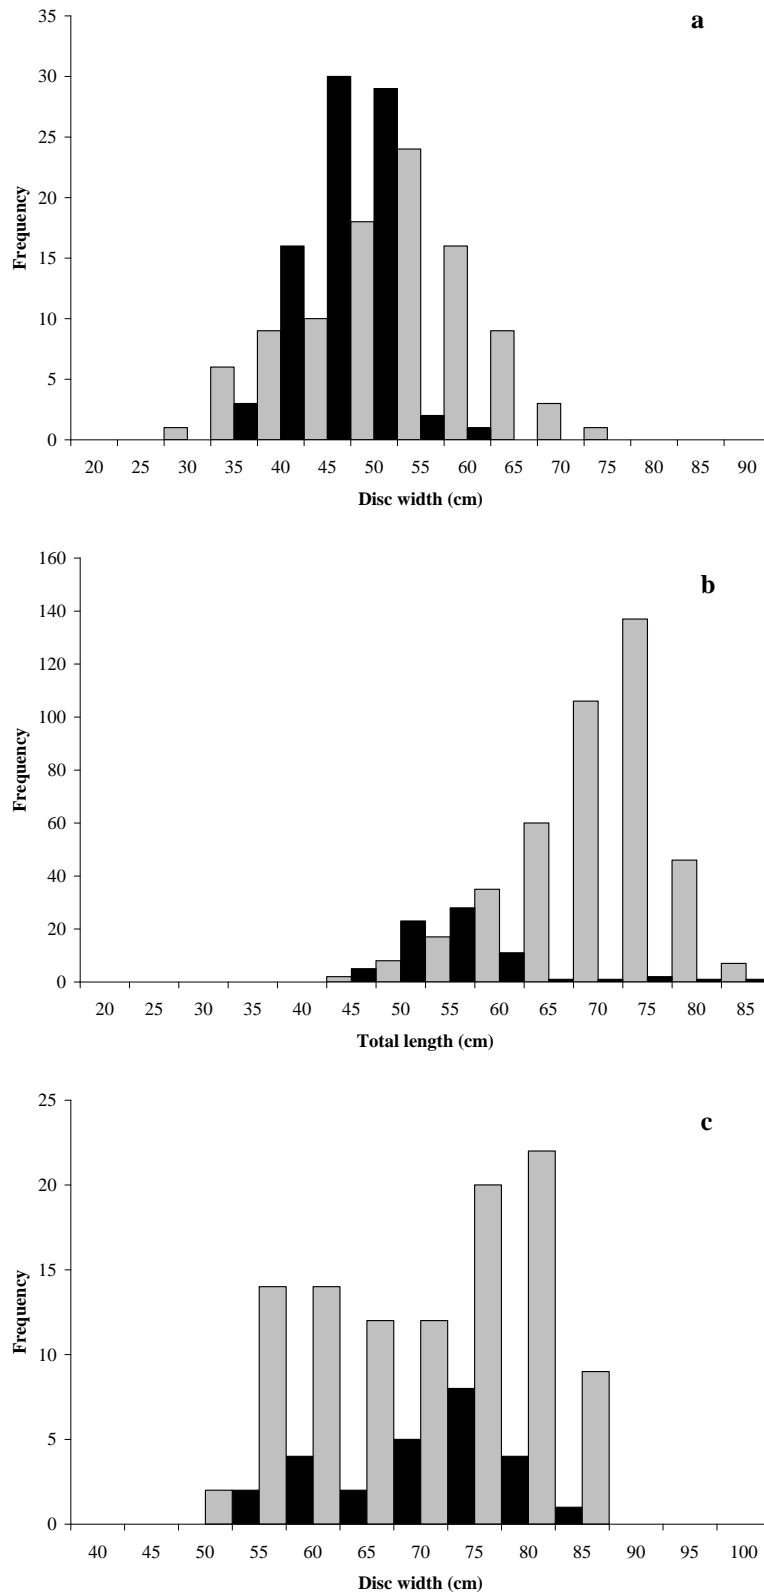 a
35
30
25
20
15
10
5
0
Frequency
20 25 30 35 40 45 50 55 60 65 70 75 80 85 90
Disc width (cm)
b
160
140
120
100
80
60
40
20
0
Frequency
20 25 30 35 40 45 50 55 60 65 70 75 80 85
Total length (cm)
c
25
20
15
10
5
0
Frequency
40 45 50 55 60 65 70 75 80 85 90 95 100
Disc width (cm)